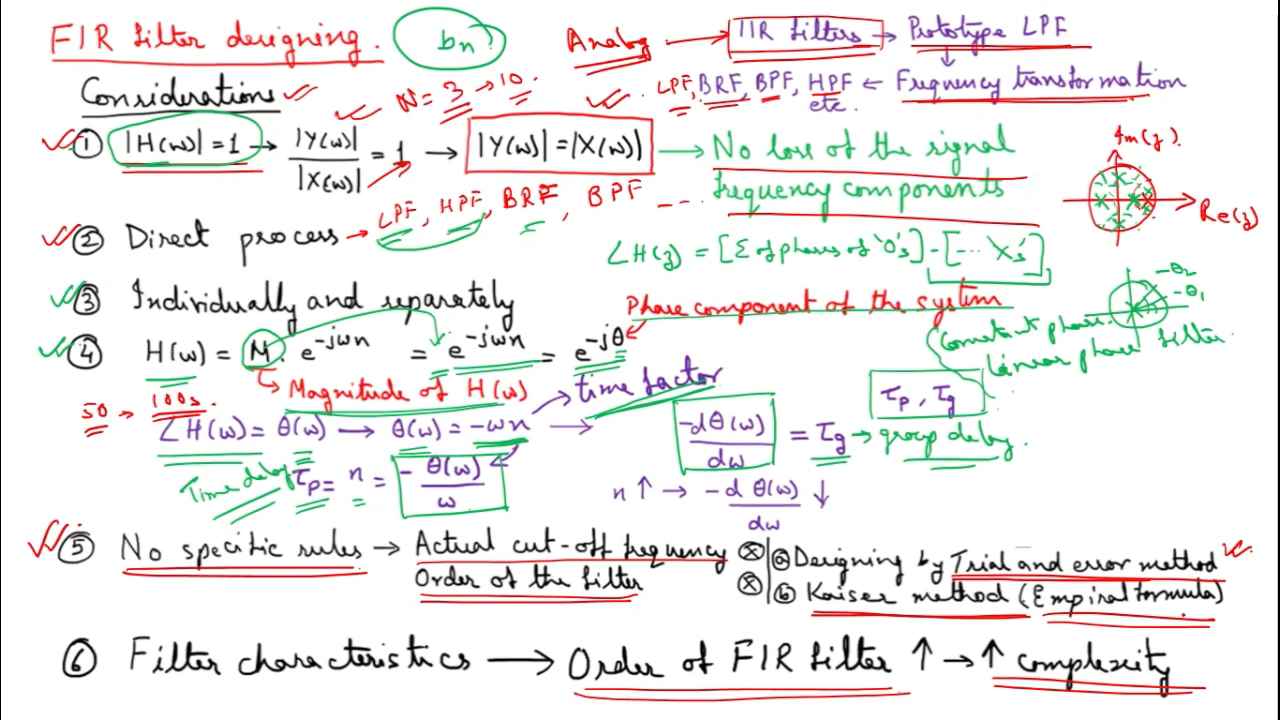 FIR filter designing.
bn?
Analog → IIR filters → Prototype LPF
Considerations
N = 3 → 10.
LPF, BRF, BPF, HPF ← Frequency transformation
etc.
① |H(ω)| = 1 → |Y(ω)| / |X(ω)| = 1 → |Y(ω)| = |X(ω)| → No loss of the signal
frequency components
Im(z).
Re(z)
② Direct process → LPF, HPF, BRF, BPF ....
∠H(z) = [Σ of phases of '0's] - [... 'X's]
③ Individually and separately
Phase component of the system
-θ2
-θ1
Constant phase.
Linear phase filter.
④ H(ω) = M. e^-jωn = e^-jωn = e^-jθ
Magnitude of H(ω)
time factor
50 → 100s.
τp, τg
∠H(ω) = θ(ω) → θ(ω) = -ωn →
-dθ(ω) / dω = τg → group delay.
Time delay τp = n = -θ(ω) / ω
n ↑ → -d θ(ω) / dω ↓
⑤ No specific rules → Actual cut-off frequency ⓧ
Order of the filter ⓧ
ⓐ Designing by Trial and error method
ⓑ Kaiser method (Empiral formula)
⑥ Filter characteristics → Order of FIR filter ↑ → ↑ complexity